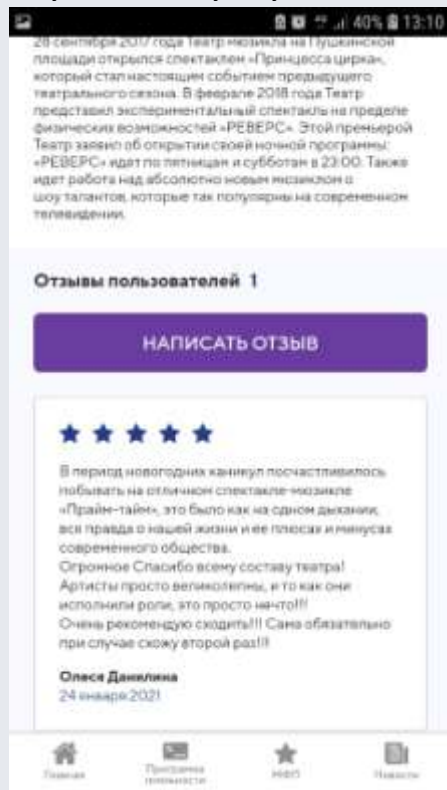 40% 13:10
28 сентября 2017 года Театр мюзикла на Пушкинской
площади открылся спектаклем «Принцесса цирка»,
который стал настоящим событием предыдущего
театрального сезона. В феврале 2018 года Театр
представил экспериментальный спектакль на пределе
физических возможностей «РЕВЕРС». Этой премьерой
Театр заявил об открытии своей ночной программы:
«РЕВЕРС» идет по пятницам и субботам в 23:00. Также
идет работа над абсолютно новым мюзиклом о
шоу талантов, которые так популярны на современном
телевидении.
Отзывы пользователей 1
НАПИСАТЬ ОТЗЫВ
В период новогодних каникул посчастливилось
побывать на отличном спектакле-мюзикле
«Прайм-тайм», это было как на одном дыхании,
вся правда о нашей жизни и ее плюсах и минусах
современного общества.
Огромное Спасибо всему составу театра!
Артисты просто великолепны, и то как они
исполнили роли, это просто нечто!!!
Очень рекомендую сходить!!! Сама обязательно
при случае схожу второй раз!!!
Олеся Данилина
24 января 2021
Главная
Программа
лояльности
Новости